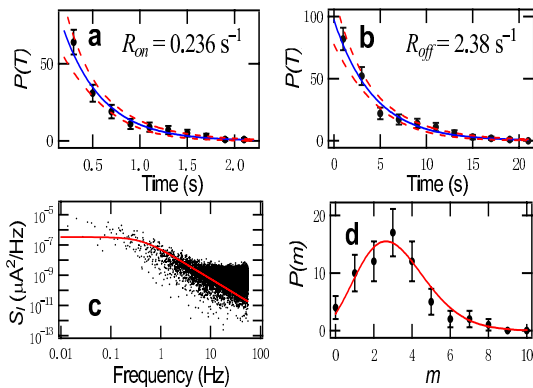 a
R_on = 0.236 s⁻¹
P(T)
50
0
0.5
1.0
1.5
2.0
Time (s)
b
R_off = 2.38 s⁻¹
P(T)
100
50
0
0
5
10
15
20
Time (s)
c
S_I (μA²/Hz)
10⁻⁵
10⁻⁷
10⁻⁹
10⁻¹¹
10⁻¹³
0.01
0.1
1
10
100
Frequency (Hz)
d
P(m)
20
10
0
0
2
4
6
8
10
m